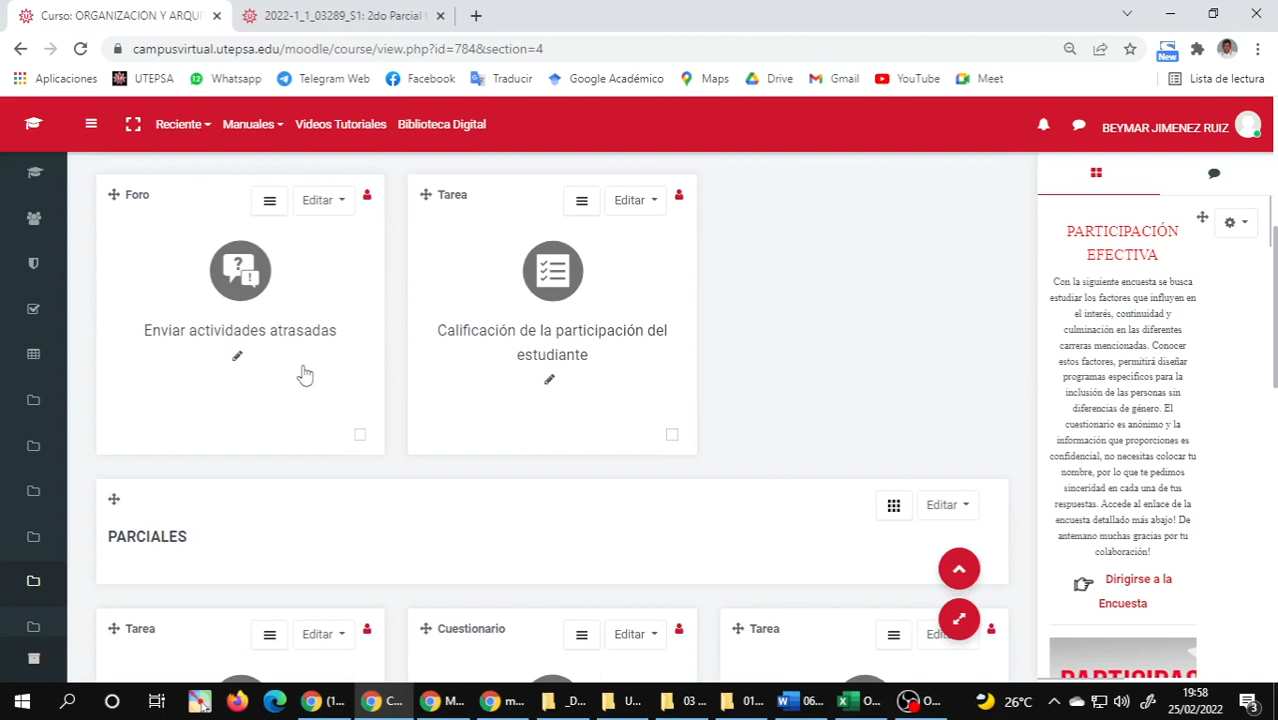 Curso: ORGANIZACION Y ARQUI
2022-1_1_03289_S1: 2do Parcial
campusvirtual.utepsa.edu/moodle/course/view.php?id=784&section=4
New
Aplicaciones
UTEPSA
Whatsapp
Telegram Web
Facebook
Traducir
Google Académico
Maps
Drive
Gmail
YouTube
Meet
Lista de lectura
Reciente
Manuales
Videos Tutoriales
Biblioteca Digital
BEYMAR JIMENEZ RUIZ
Foro
Editar
Enviar actividades atrasadas
Tarea
Editar
Calificación de la participación del
estudiante
PARCIALES
Editar
Tarea
Editar
Cuestionario
Editar
Tarea
PARTICIPACIÓN
EFECTIVA
Con la siguiente encuesta se busca
estudiar los factores que influyen en
el interés, continuidad y
culminación en las diferentes
carreras mencionadas. Conocer
estos factores, permitirá diseñar
programas específicos para la
inclusión de las personas sin
diferencias de género. El
cuestionario es anónimo y la
información que proporciones es
confidencial, no necesitas colocar tu
nombre, por lo que te pedimos
sinceridad en cada una de tus
respuestas. Accede al enlace de la
encuesta detallado más abajo! De
antemano muchas gracias por tu
colaboración!
Dirigirse a la
Encuesta
(1...
C...
M...
m...
_D...
U...
03 ...
01...
06...
O...
O...
26°C
19:58
25/02/2022
3